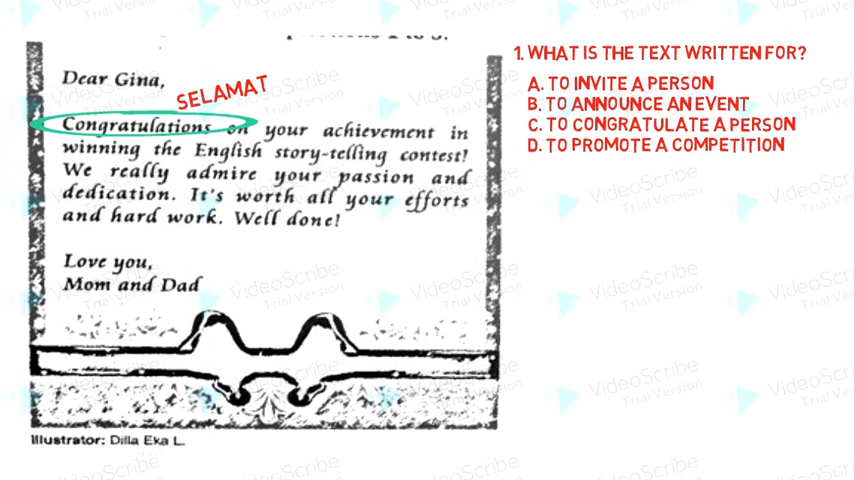 Dear Gina,
SELAMAT
Congratulations on your achievement in
winning the English story-telling contest!
We really admire your passion and
dedication. It's worth all your efforts
and hard work. Well done!
Love you,
Mom and Dad
Illustrator: Dilla Eka L.
1. WHAT IS THE TEXT WRITTEN FOR?
A. TO INVITE A PERSON
B. TO ANNOUNCE AN EVENT
C. TO CONGRATULATE A PERSON
D. TO PROMOTE A COMPETITION
VideoScribe
Trial Version